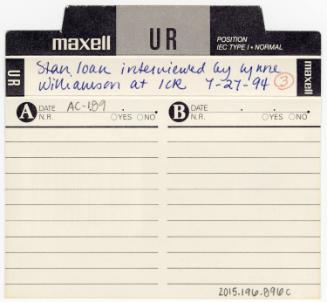 maxell UR POSITION
IEC TYPE I • NORMAL
UR
Stan Ioan interviewed by Lynne
Williamson at ICR 7-27-94 ③
maxell
A DATE AC-189 . .
N.R. ○YES ○NO
B DATE . .
N.R. ○YES ○NO
2015.196.896c